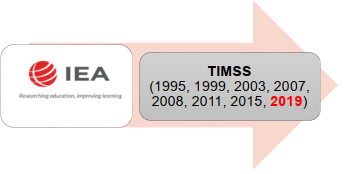 IEA
Researching education, improving learning
TIMSS
(1995, 1999, 2003, 2007,
2008, 2011, 2015, 2019)